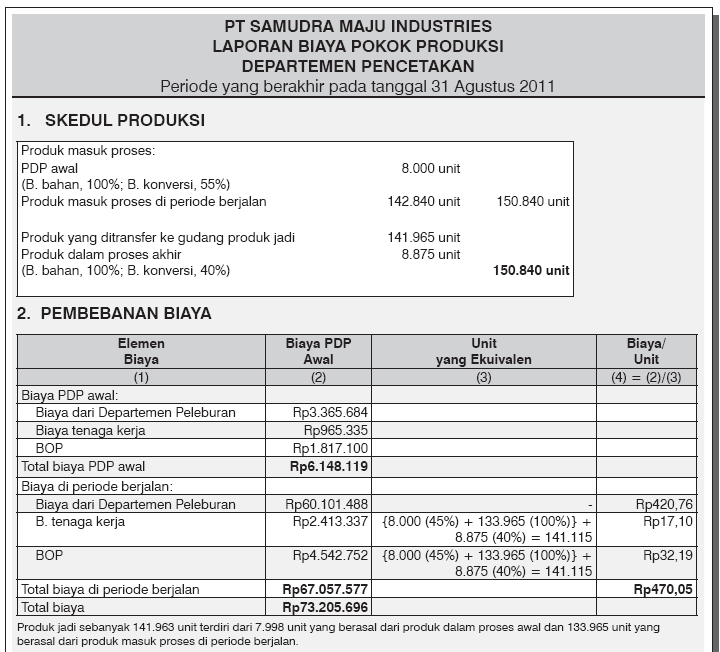 PT SAMUDRA MAJU INDUSTRIES
LAPORAN BIAYA POKOK PRODUKSI
DEPARTEMEN PENCETAKAN
Periode yang berakhir pada tanggal 31 Agustus 2011
1. SKEDUL PRODUKSI
Produk masuk proses:
PDP awal 8.000 unit
(B. bahan, 100%; B. konversi, 55%)
Produk masuk proses di periode berjalan 142.840 unit 150.840 unit
Produk yang ditransfer ke gudang produk jadi 141.965 unit
Produk dalam proses akhir 8.875 unit
(B. bahan, 100%; B. konversi, 40%) 150.840 unit
2. PEMBEBANAN BIAYA
Elemen Biaya PDP Unit Biaya/
Biaya Awal yang Ekuivalen Unit
(1) (2) (3) (4) = (2)/(3)
Biaya PDP awal:
Biaya dari Departemen Peleburan Rp3.365.684
Biaya tenaga kerja Rp965.335
BOP Rp1.817.100
Total biaya PDP awal Rp6.148.119
Biaya di periode berjalan:
Biaya dari Departemen Peleburan Rp60.101.488 - Rp420,76
B. tenaga kerja Rp2.413.337 {8.000 (45%) + 133.965 (100%)} + Rp17,10
8.875 (40%) = 141.115
BOP Rp4.542.752 {8.000 (45%) + 133.965 (100%)} + Rp32,19
8.875 (40%) = 141.115
Total biaya di periode berjalan Rp67.057.577 Rp470,05
Total biaya Rp73.205.696
Produk jadi sebanyak 141.963 unit terdiri dari 7.998 unit yang berasal dari produk dalam proses awal dan 133.965 unit yang
berasal dari produk masuk proses di periode berjalan.